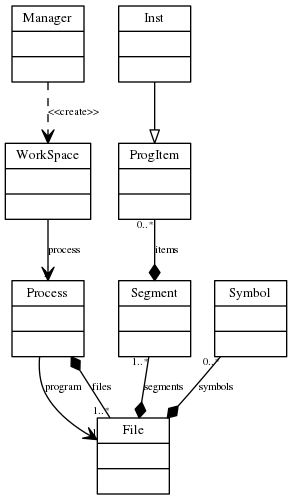 Manager
Inst
<<create>>
WorkSpace
ProgItem
0..*
process
items
Process
Segment
Symbol
1..*
0..
program
files
segments
symbols
1..*
File